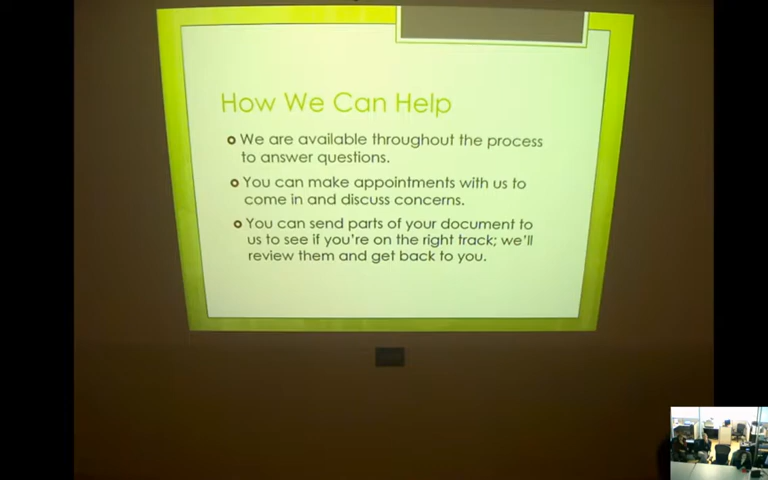 How We Can Help
We are available throughout the process
to answer questions.
You can make appointments with us to
come in and discuss concerns.
You can send parts of your document to
us to see if you're on the right track; we'll
review them and get back to you.